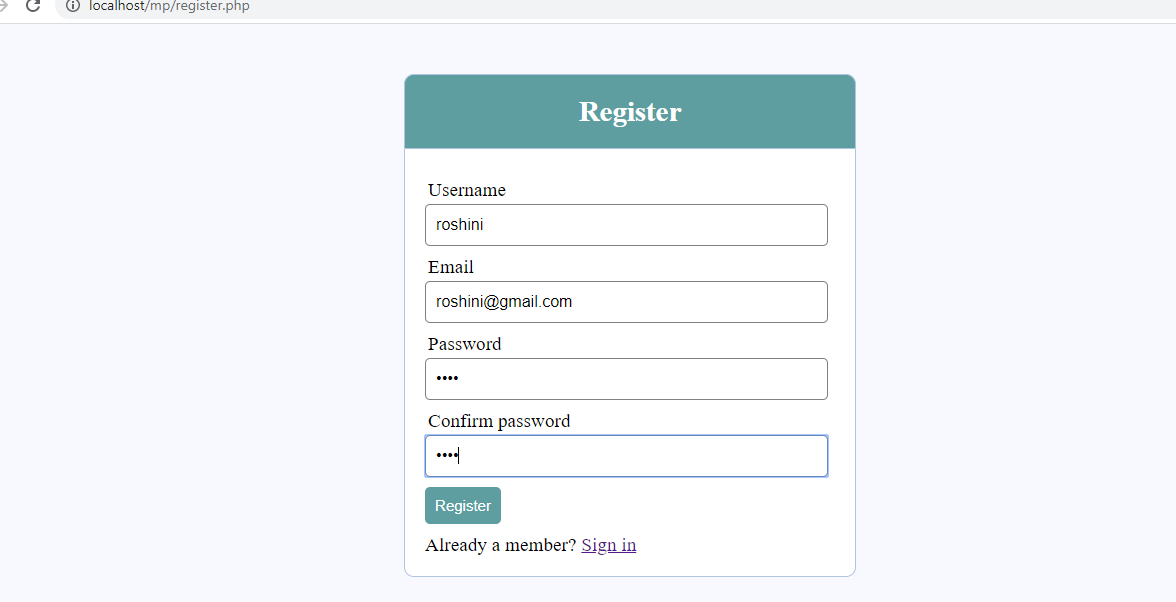 localhost/mp/register.php
Register
Username
roshini
Email
roshini@gmail.com
Password
••••
Confirm password
••••
Register
Already a member? Sign in